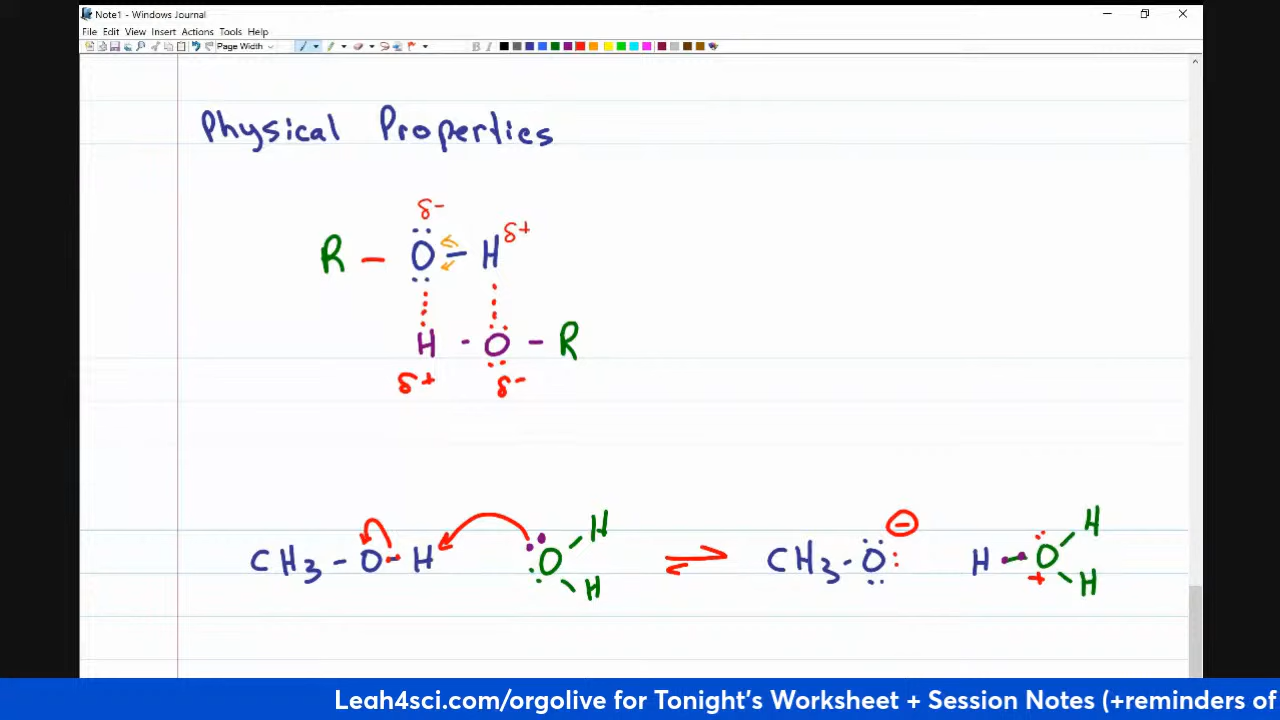 Note1 - Windows Journal
File Edit View Insert Actions Tools Help
Page Width B I
Physical Properties
δ-
R - O - H δ+
H - O - R
δ+ δ-
CH3 - O - H O H H ⇌ CH3 - O ⊖ H - O + H H
Leah4sci.com/orgolive for Tonight's Worksheet + Session Notes (+reminders of